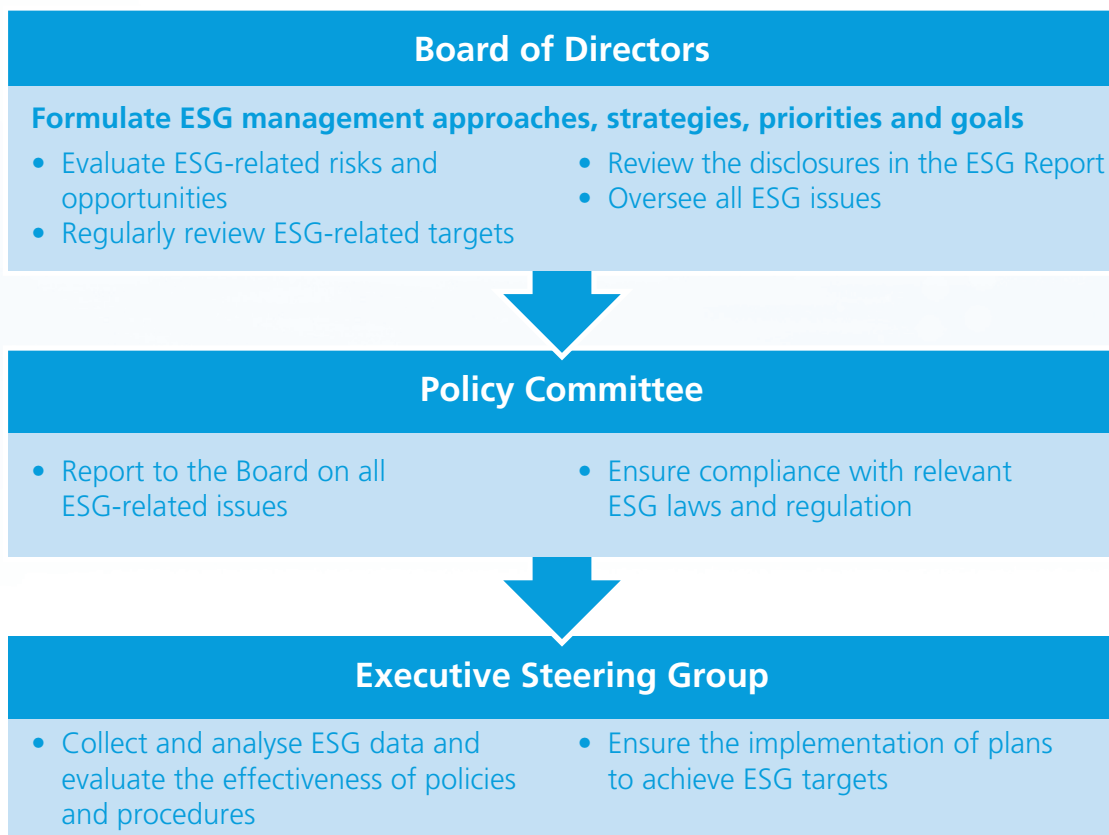 Board of Directors
Formulate ESG management approaches, strategies, priorities and goals
• Evaluate ESG-related risks and
opportunities
• Regularly review ESG-related targets
• Review the disclosures in the ESG Report
• Oversee all ESG issues
Policy Committee
• Report to the Board on all
ESG-related issues
• Ensure compliance with relevant
ESG laws and regulation
Executive Steering Group
• Collect and analyse ESG data and
evaluate the effectiveness of policies
and procedures
• Ensure the implementation of plans
to achieve ESG targets